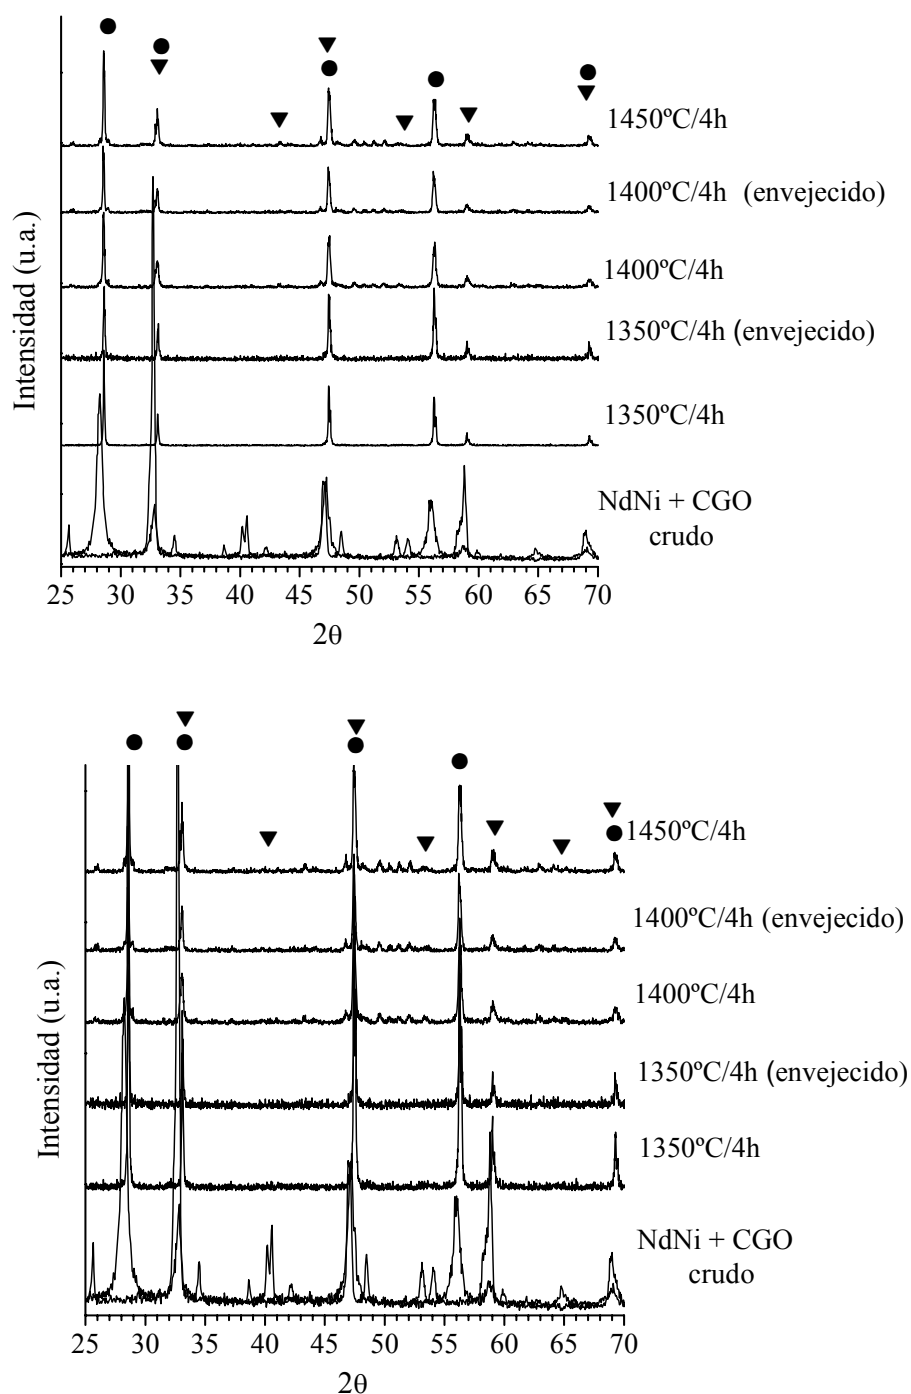 1450ºC/4h
1400ºC/4h (envejecido)
1400ºC/4h
1350ºC/4h (envejecido)
1350ºC/4h
NdNi + CGO
crudo
Intensidad (u.a.)
25 30 35 40 45 50 55 60 65 70
2θ
1450ºC/4h
1400ºC/4h (envejecido)
1400ºC/4h
1350ºC/4h (envejecido)
1350ºC/4h
NdNi + CGO
crudo
Intensidad (u.a.)
25 30 35 40 45 50 55 60 65 70
2θ